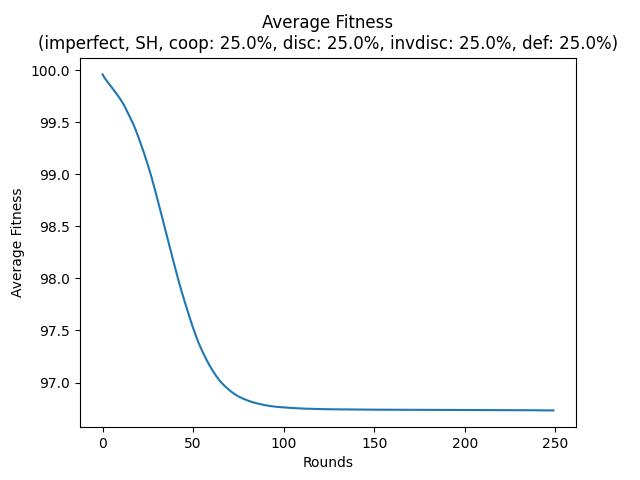 Average Fitness
(imperfect, SH, coop: 25.0%, disc: 25.0%, invdisc: 25.0%, def: 25.0%)
100.0
99.5
99.0
98.5
98.0
97.5
97.0
Average Fitness
0 50 100 150 200 250
Rounds